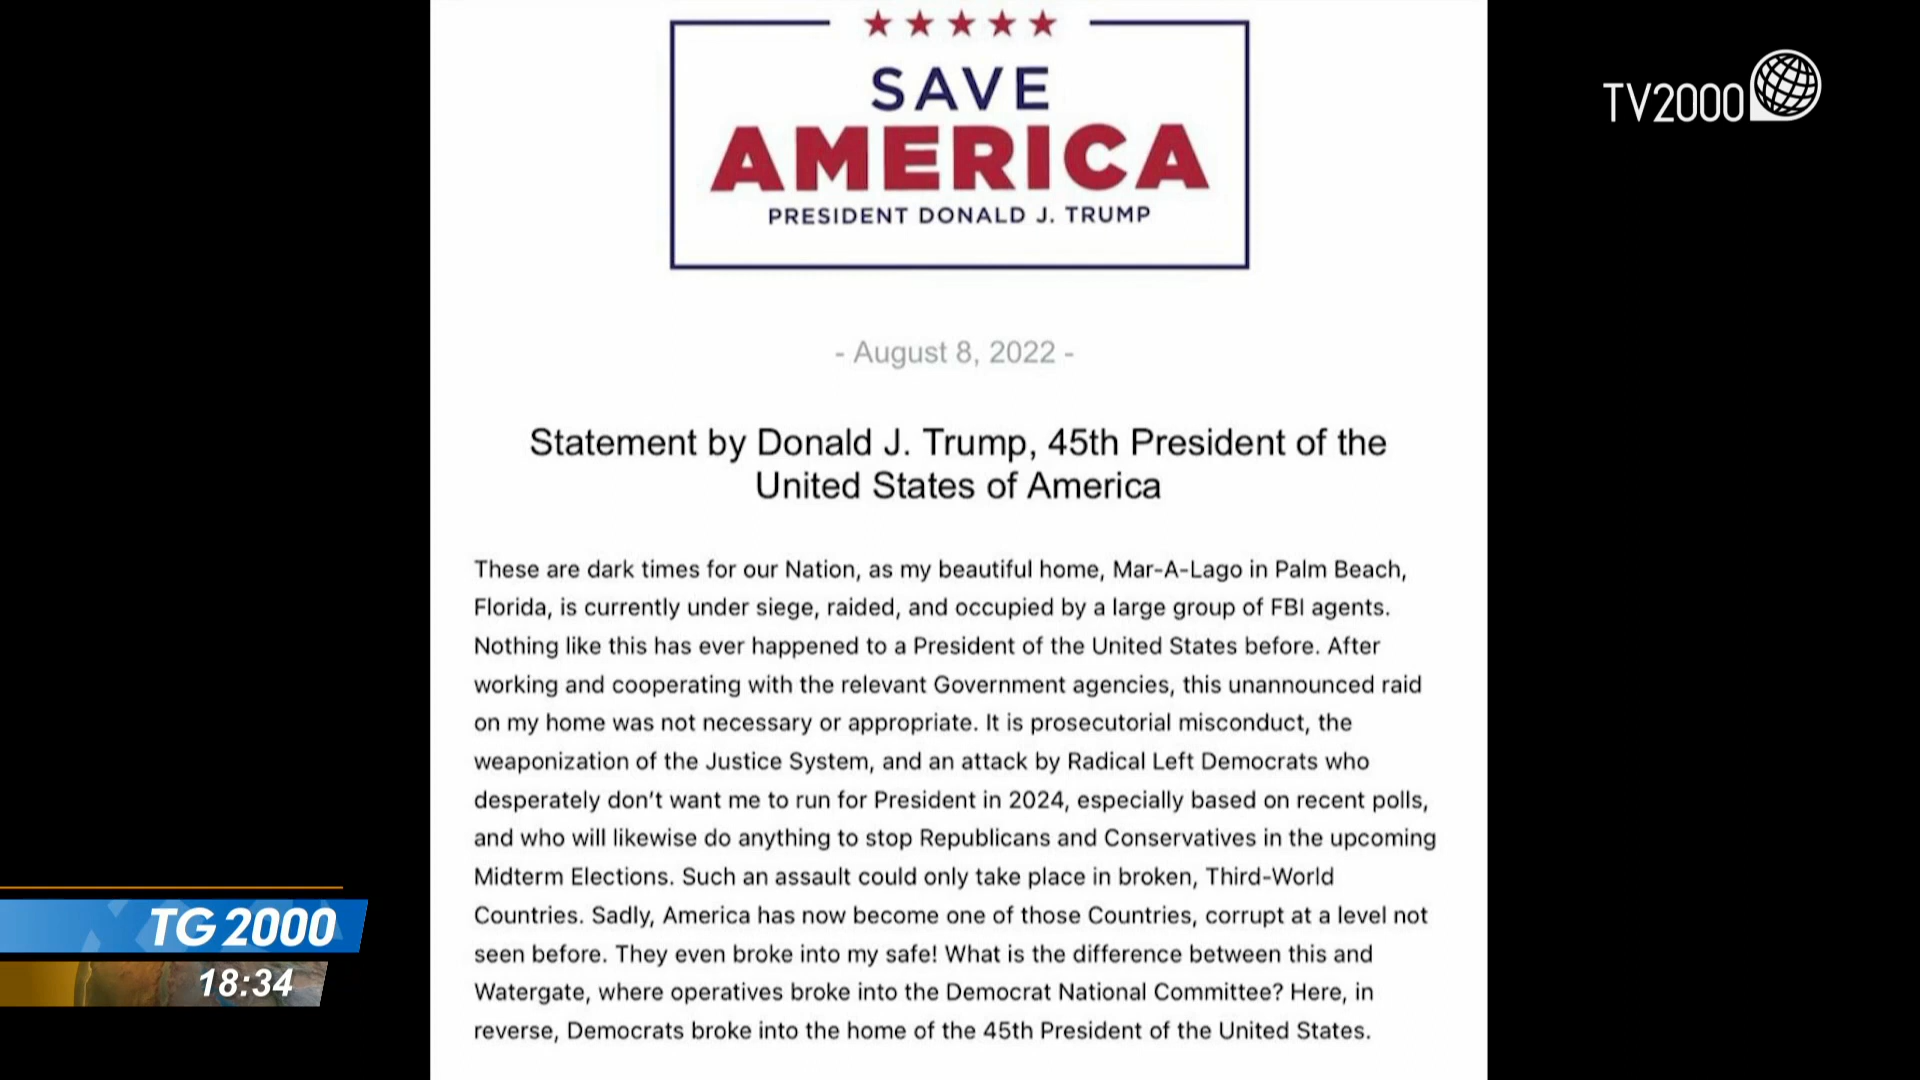 SAVE
AMERICA
PRESIDENT DONALD J. TRUMP
TV2000
- August 8, 2022 -
Statement by Donald J. Trump, 45th President of the
United States of America
These are dark times for our Nation, as my beautiful home, Mar-A-Lago in Palm Beach,
Florida, is currently under siege, raided, and occupied by a large group of FBI agents.
Nothing like this has ever happened to a President of the United States before. After
working and cooperating with the relevant Government agencies, this unannounced raid
on my home was not necessary or appropriate. It is prosecutorial misconduct, the
weaponization of the Justice System, and an attack by Radical Left Democrats who
desperately don’t want me to run for President in 2024, especially based on recent polls,
and who will likewise do anything to stop Republicans and Conservatives in the upcoming
Midterm Elections. Such an assault could only take place in broken, Third-World
Countries. Sadly, America has now become one of those Countries, corrupt at a level not
seen before. They even broke into my safe! What is the difference between this and
Watergate, where operatives broke into the Democrat National Committee? Here, in
reverse, Democrats broke into the home of the 45th President of the United States.
TG 2000
18:34